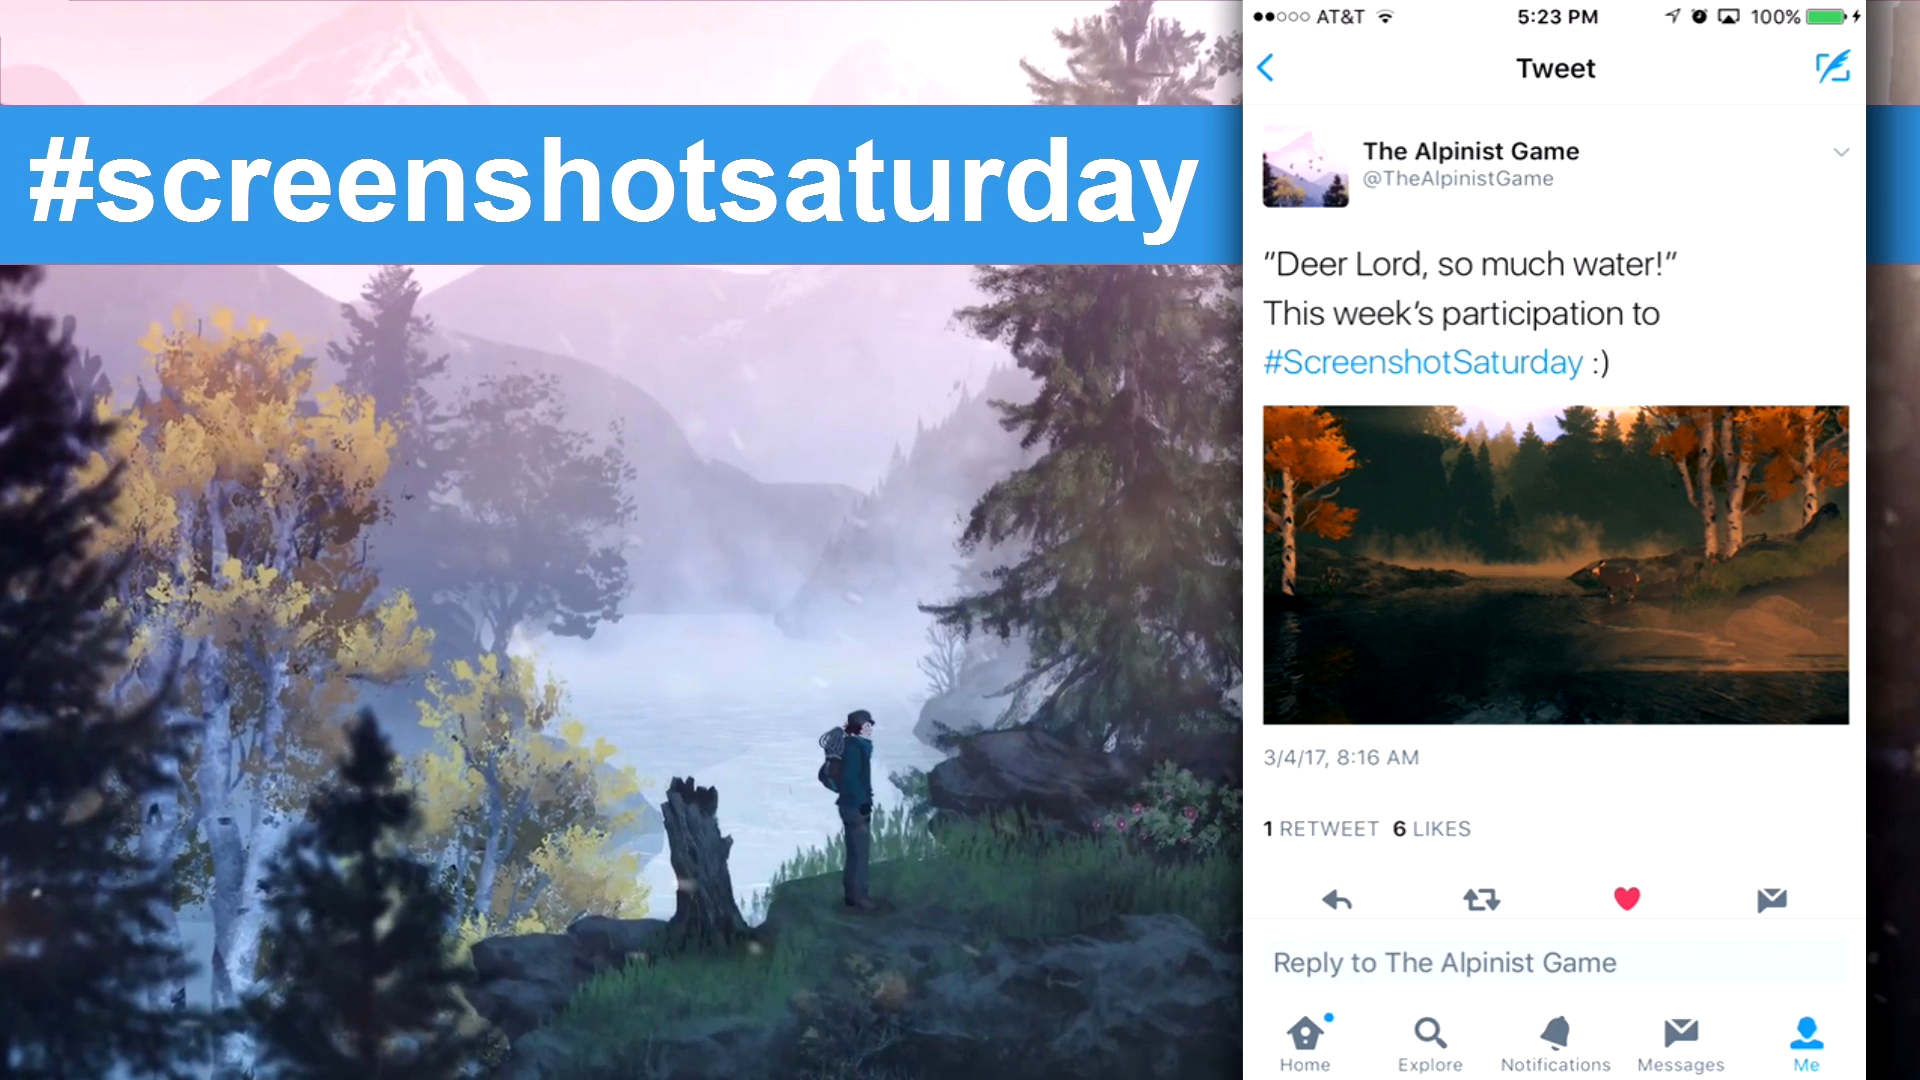 #screenshotsaturday
AT&T 5:23 PM 100%
Tweet
The Alpinist Game
@TheAlpinistGame
"Deer Lord, so much water!"
This week's participation to
#ScreenshotSaturday :)
3/4/17, 8:16 AM
1 RETWEET 6 LIKES
Reply to The Alpinist Game
Home Explore Notifications Messages Me